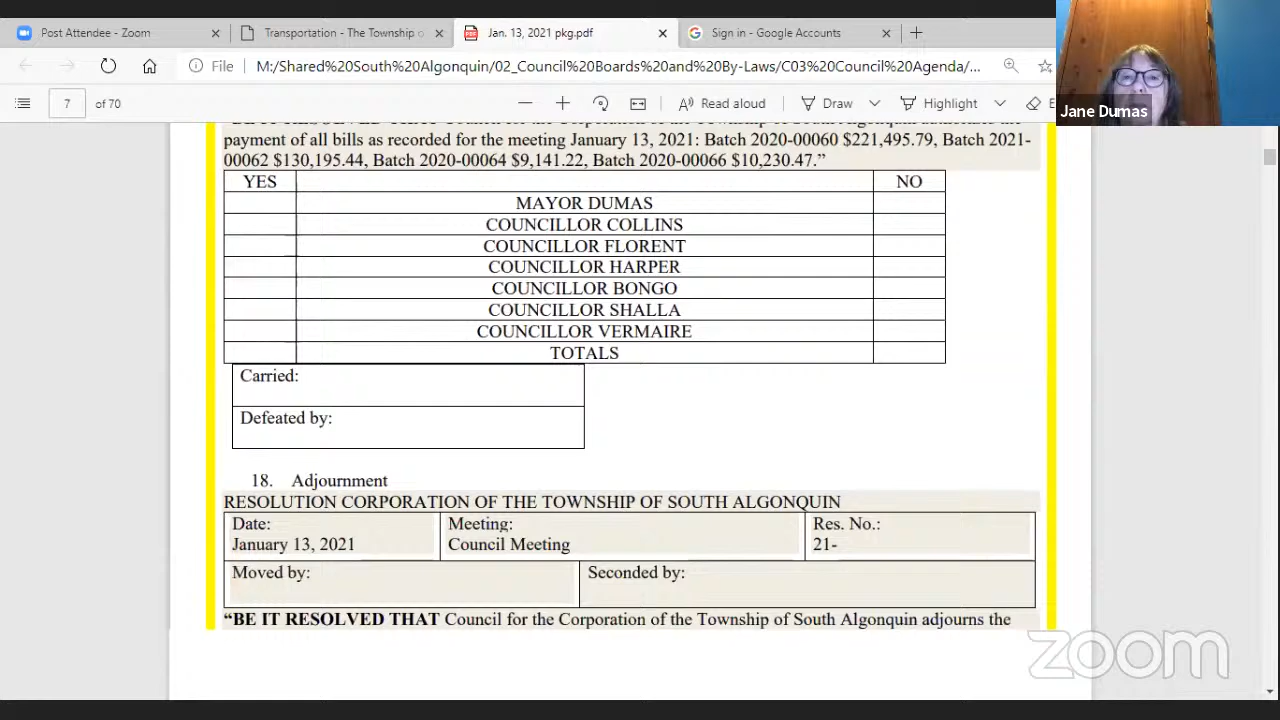 Post Attendee - Zoom
Transportation - The Township o
Jan. 13, 2021 pkg.pdf
Sign in - Google Accounts
File
M:/Shared%20South%20Algonquin/02_Council%20Boards%20and%20By-Laws/C03%20Council%20Agenda/...
7 of 70
Read aloud
Draw
Highlight
E
Jane Dumas
payment of all bills as recorded for the meeting January 13, 2021: Batch 2020-00060 $221,495.79, Batch 2021-
00062 $130,195.44, Batch 2020-00064 $9,141.22, Batch 2020-00066 $10,230.47.”
YES NO
MAYOR DUMAS
COUNCILLOR COLLINS
COUNCILLOR FLORENT
COUNCILLOR HARPER
COUNCILLOR BONGO
COUNCILLOR SHALLA
COUNCILLOR VERMAIRE
TOTALS
Carried:
Defeated by:
18. Adjournment
RESOLUTION CORPORATION OF THE TOWNSHIP OF SOUTH ALGONQUIN
Date: Meeting: Res. No.:
January 13, 2021 Council Meeting 21-
Moved by: Seconded by:
“BE IT RESOLVED THAT Council for the Corporation of the Township of South Algonquin adjourns the
zoom